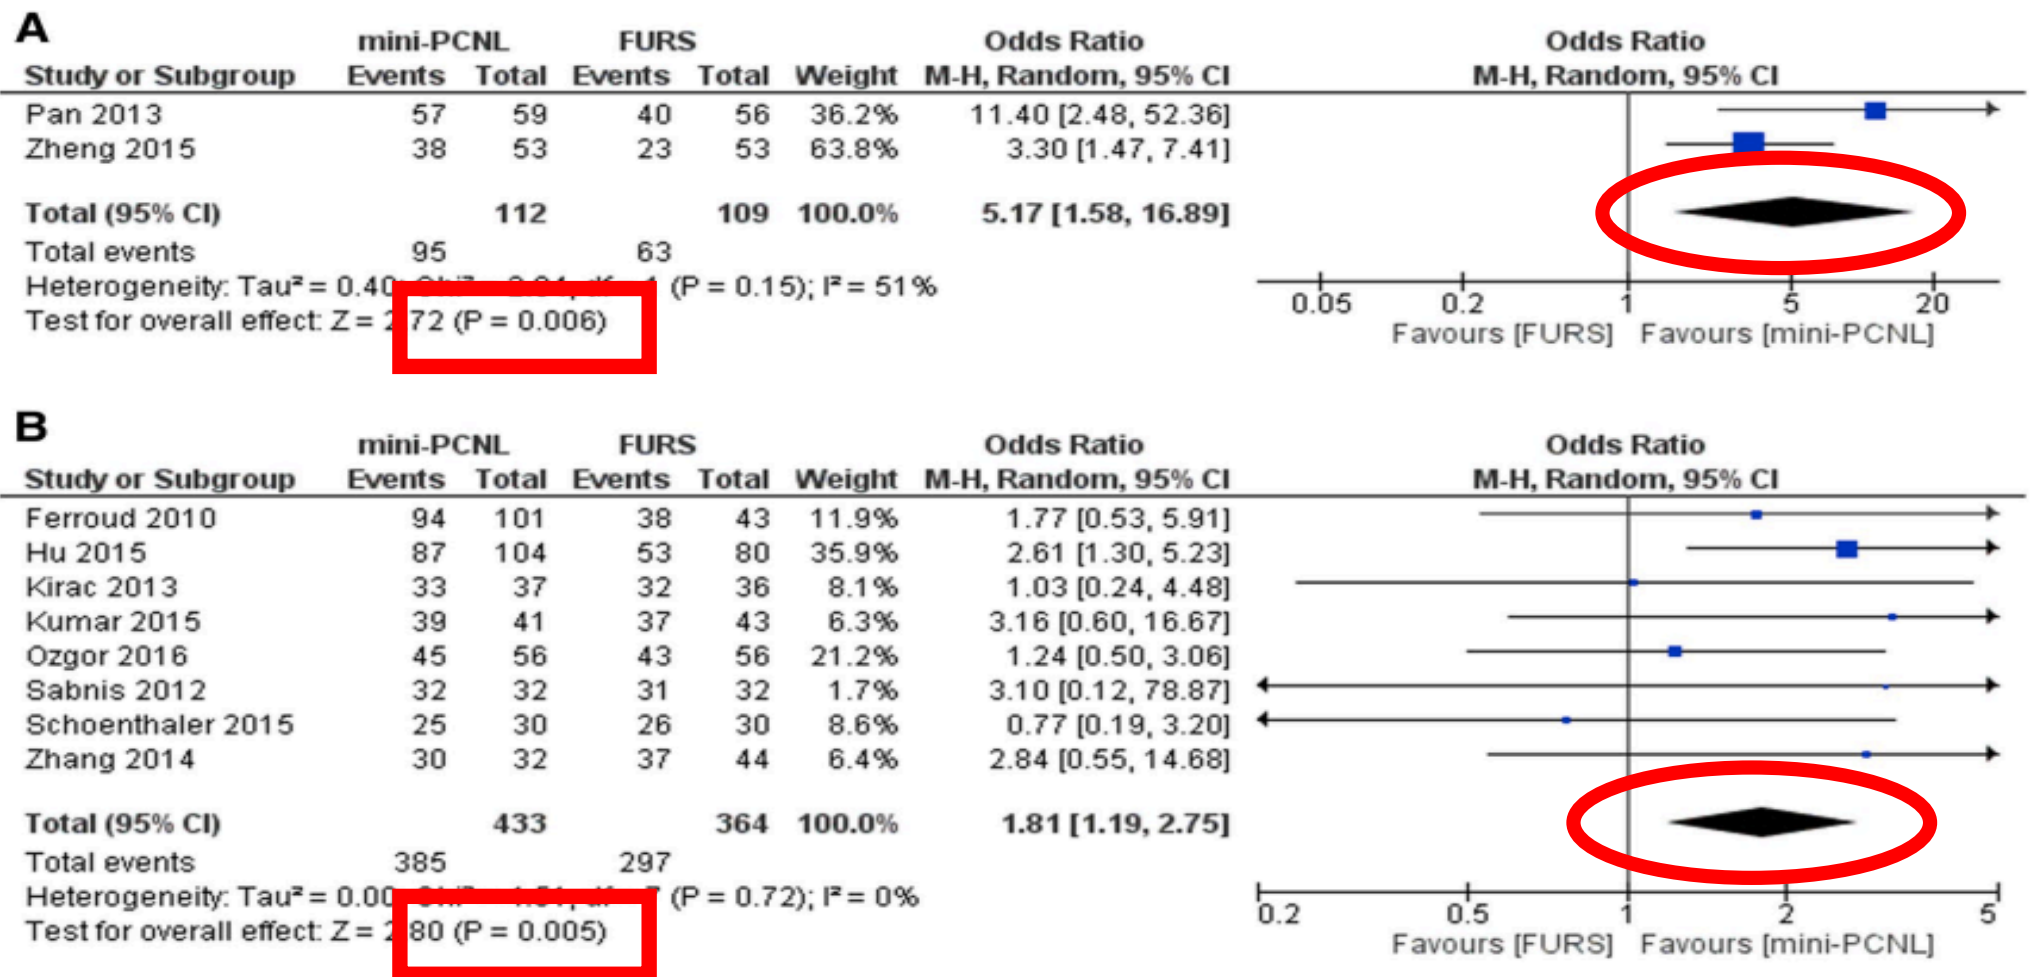 A
mini-PCNL FURS Odds Ratio Odds Ratio
Study or Subgroup Events Total Events Total Weight M-H, Random, 95% CI M-H, Random, 95% CI
Pan 2013 57 59 40 56 36.2% 11.40 [2.48, 52.36]
Zheng 2015 38 53 23 53 63.8% 3.30 [1.47, 7.41]
Total (95% CI) 112 109 100.0% 5.17 [1.58, 16.89]
Total events 95 63
Heterogeneity: Tau² = 0.40; (P = 0.15); I² = 51%
Test for overall effect: Z = 2.72 (P = 0.006)
0.05 0.2 1 5 20
Favours [FURS] Favours [mini-PCNL]
B
mini-PCNL FURS Odds Ratio Odds Ratio
Study or Subgroup Events Total Events Total Weight M-H, Random, 95% CI M-H, Random, 95% CI
Ferroud 2010 94 101 38 43 11.9% 1.77 [0.53, 5.91]
Hu 2015 87 104 53 80 35.9% 2.61 [1.30, 5.23]
Kirac 2013 33 37 32 36 8.1% 1.03 [0.24, 4.48]
Kumar 2015 39 41 37 43 6.3% 3.16 [0.60, 16.67]
Ozgor 2016 45 56 43 56 21.2% 1.24 [0.50, 3.06]
Sabnis 2012 32 32 31 32 1.7% 3.10 [0.12, 78.87]
Schoenthaler 2015 25 30 26 30 8.6% 0.77 [0.19, 3.20]
Zhang 2014 30 32 37 44 6.4% 2.84 [0.55, 14.68]
Total (95% CI) 433 364 100.0% 1.81 [1.19, 2.75]
Total events 385 297
Heterogeneity: Tau² = 0.00; (P = 0.72); I² = 0%
Test for overall effect: Z = 2.80 (P = 0.005)
0.2 0.5 1 2 5
Favours [FURS] Favours [mini-PCNL]